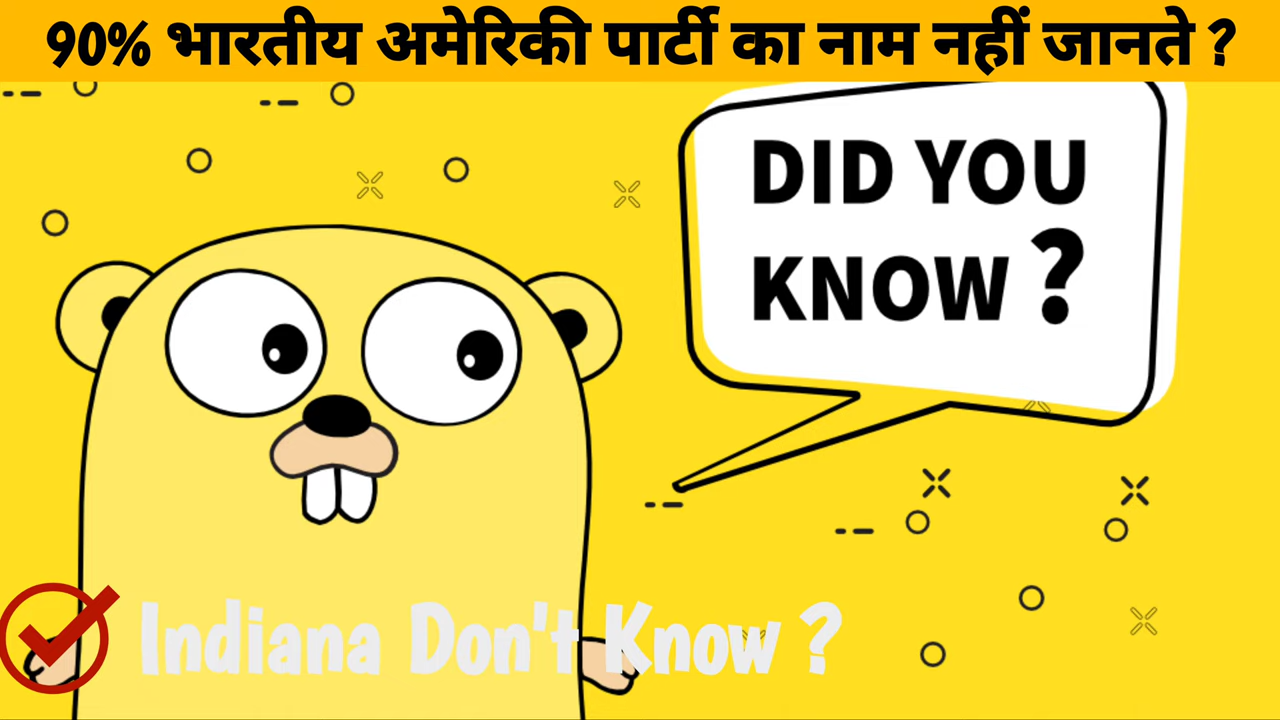 90% भारतीय अमेरिकी पार्टी का नाम नहीं जानते ?
DID YOU
KNOW ?
Indiana Don't Know ?